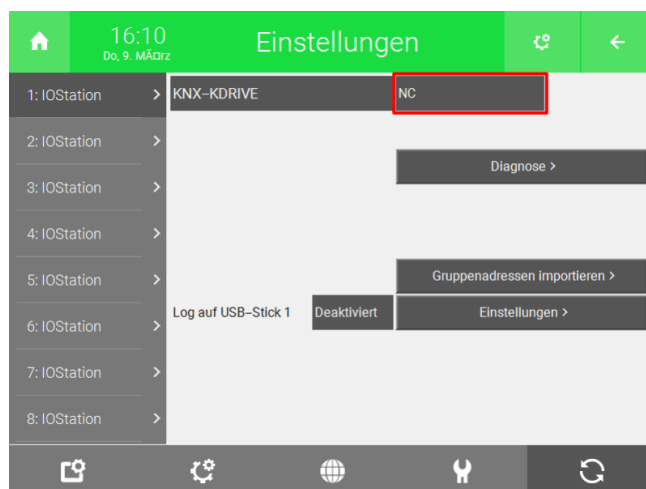 16:10
Do, 9. MÃ¤rz
Einstellungen
1: IOStation
KNX-KDRIVE
NC
2: IOStation
Diagnose >
3: IOStation
4: IOStation
5: IOStation
Gruppenadressen importieren >
Log auf USB-Stick 1
Deaktiviert
Einstellungen >
6: IOStation
7: IOStation
8: IOStation